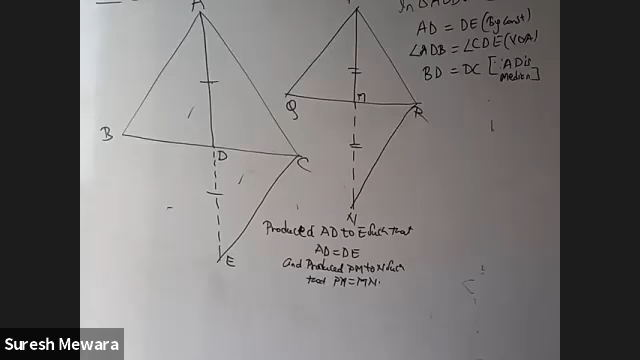 A
B
D
C
E
Q
M
R
N
AD = DE (By const)
∠ADB = ∠CDE (VOA)
BD = DC [∵ AD is
median]
Produced AD to E such that
AD = DE
and Produced PM to N such
that PM = MN.
Suresh Mewara